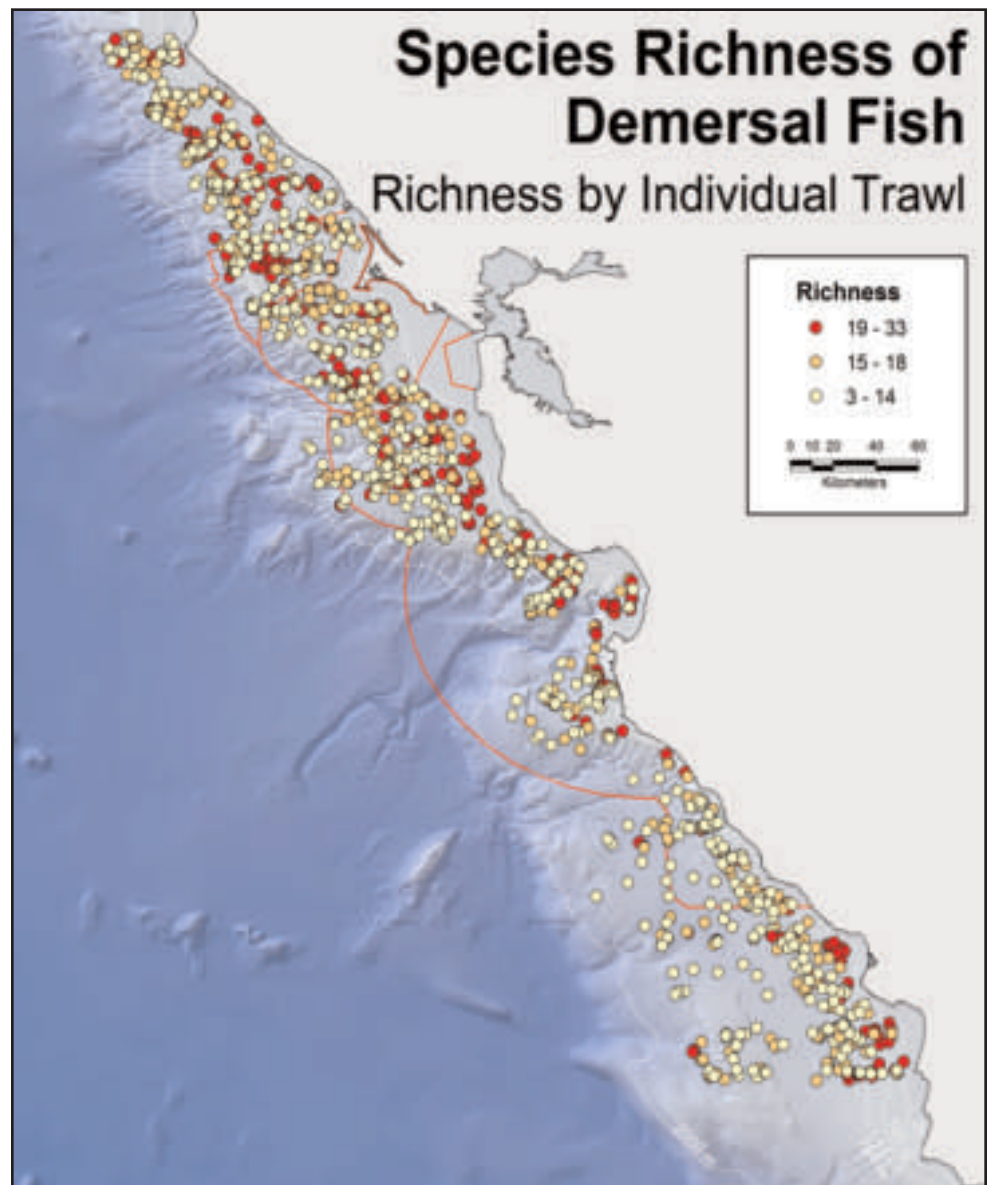 Species Richness of
Demersal Fish
Richness by Individual Trawl
Richness
19 - 33
15 - 18
3 - 14
0 10 20 40 60
Kilometers